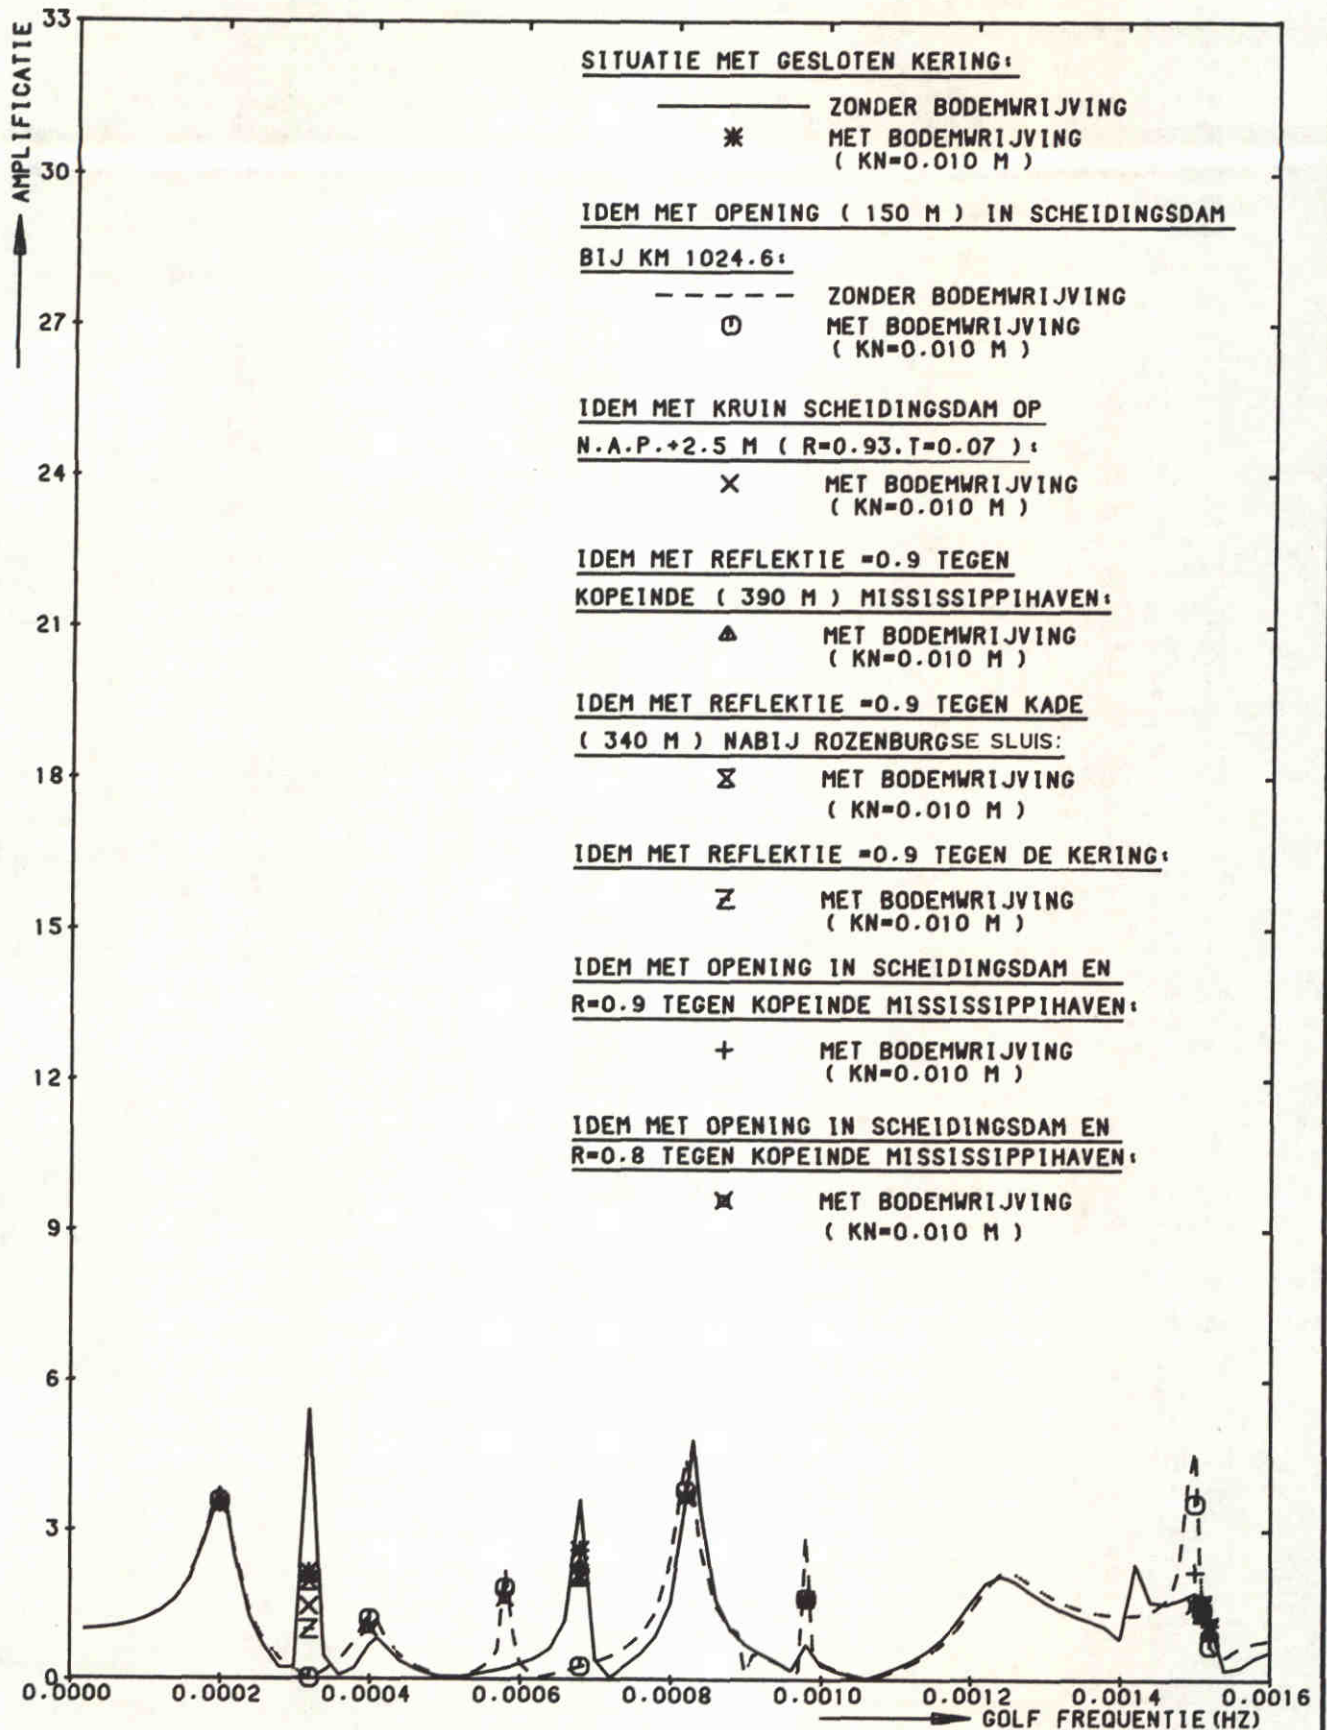 AMPLIFICATIE
33
30
27
24
21
18
15
12
9
6
3
0
SITUATIE MET GESLOTEN KERING:
ZONDER BODEMWRIJVING
MET BODEMWRIJVING
( KN=0.010 M )
IDEM MET OPENING ( 150 M ) IN SCHEIDINGSDAM
BIJ KM 1024.6:
ZONDER BODEMWRIJVING
MET BODEMWRIJVING
( KN=0.010 M )
IDEM MET KRUIN SCHEIDINGSDAM OP
N.A.P.+2.5 M ( R=0.93.T=0.07 ):
MET BODEMWRIJVING
( KN=0.010 M )
IDEM MET REFLEKTIE =0.9 TEGEN
KOPEINDE ( 390 M ) MISSISSIPPIHAVEN:
MET BODEMWRIJVING
( KN=0.010 M )
IDEM MET REFLEKTIE =0.9 TEGEN KADE
( 340 M ) NABIJ ROZENBURGSE SLUIS:
MET BODEMWRIJVING
( KN=0.010 M )
IDEM MET REFLEKTIE =0.9 TEGEN DE KERING:
MET BODEMWRIJVING
( KN=0.010 M )
IDEM MET OPENING IN SCHEIDINGSDAM EN
R=0.9 TEGEN KOPEINDE MISSISSIPPIHAVEN:
MET BODEMWRIJVING
( KN=0.010 M )
IDEM MET OPENING IN SCHEIDINGSDAM EN
R=0.8 TEGEN KOPEINDE MISSISSIPPIHAVEN:
MET BODEMWRIJVING
( KN=0.010 M )
0.0000 0.0002 0.0004 0.0006 0.0008 0.0010 0.0012 0.0014 0.0016
GOLF FREQUENTIE(HZ)